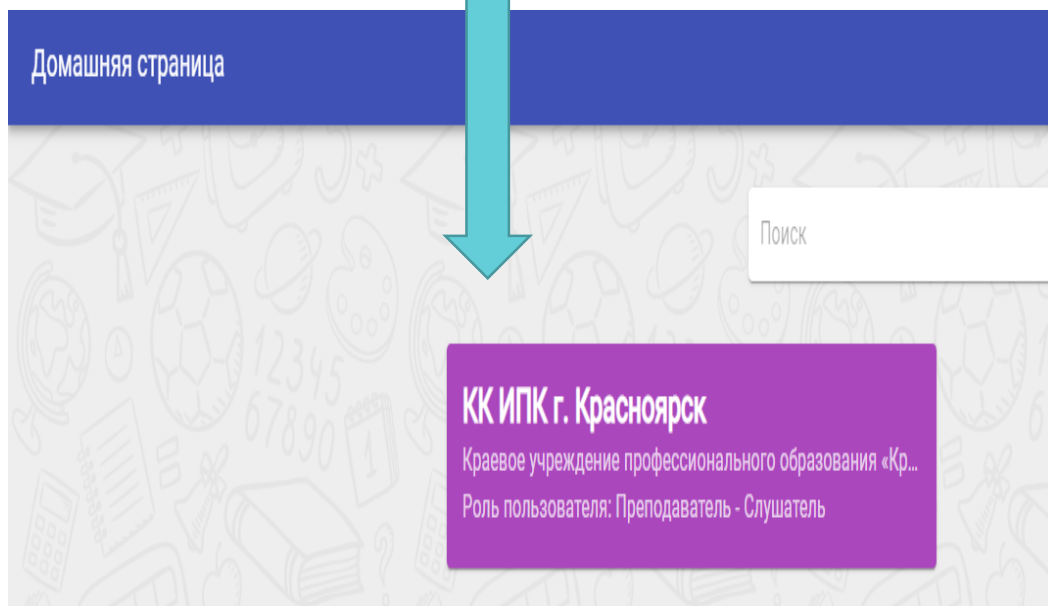 Домашняя страница
Поиск
КК ИПК г. Красноярск
Краевое учреждение профессионального образования «Кр...
Роль пользователя: Преподаватель - Слушатель